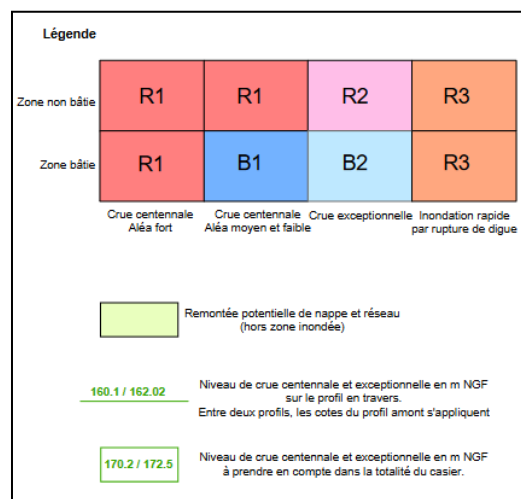 Légende
Zone non bâtie R1 R1 R2 R3
Zone bâtie R1 B1 B2 R3
Crue centennale Crue centennale Crue exceptionnelle Inondation rapide
Aléa fort Aléa moyen et faible par rupture de digue
Remontée potentielle de nappe et réseau
(hors zone inondée)
160.1 / 162.02 Niveau de crue centennale et exceptionnelle en m NGF
sur le profil en travers.
Entre deux profils, les cotes du profil amont s'appliquent
170.2 / 172.5 Niveau de crue centennale et exceptionnelle en m NGF
à prendre en compte dans la totalité du casier.